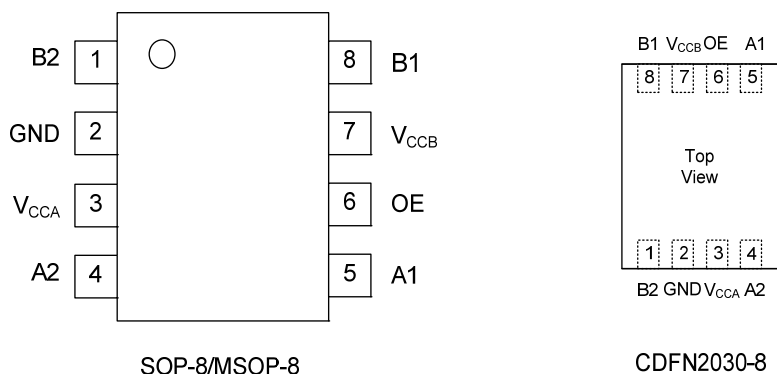 B2 1 8 B1
GND 2 7 VCCB
VCCA 3 6 OE
A2 4 5 A1
SOP-8/MSOP-8
B1 VCCB OE A1
8 7 6 5
Top
View
1 2 3 4
B2 GND VCCA A2
CDFN2030-8